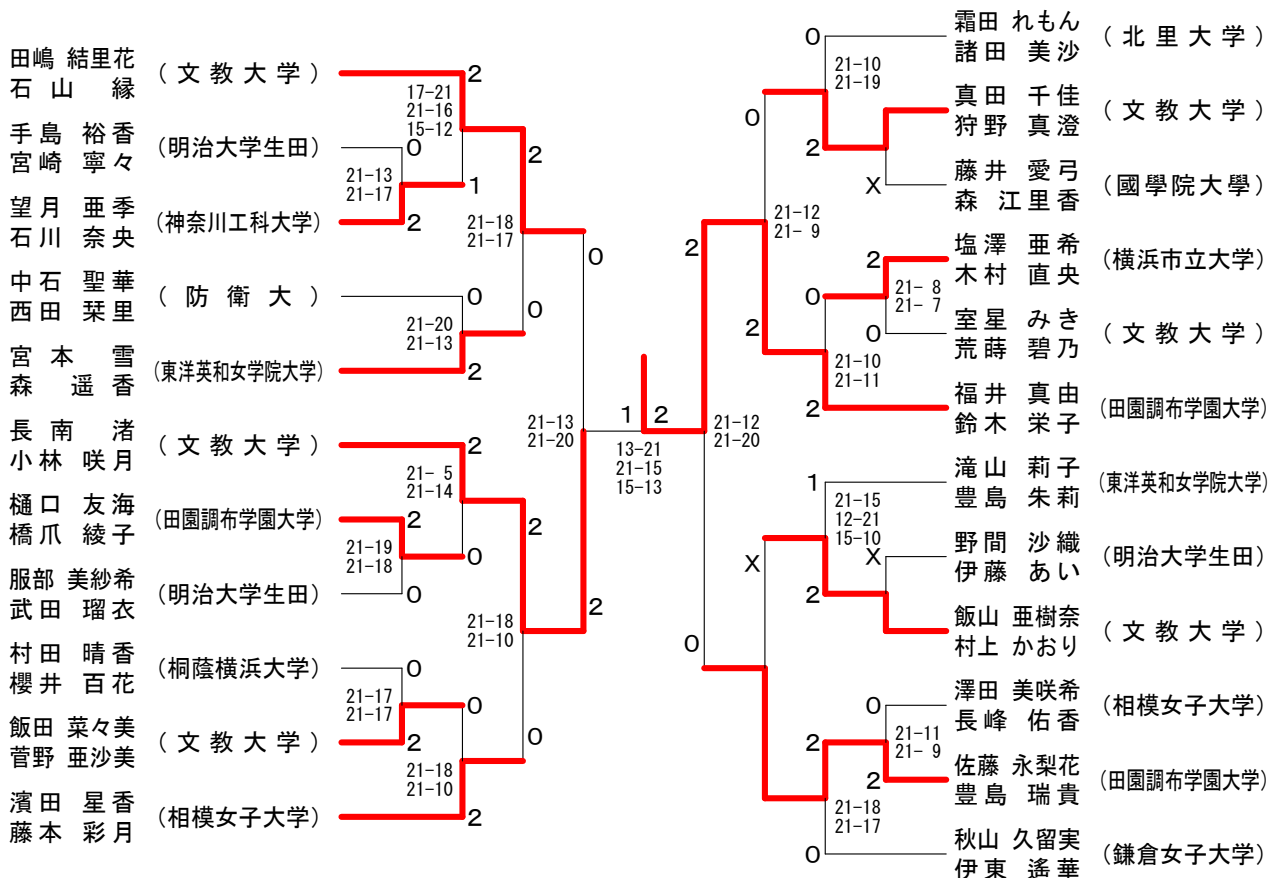 田嶋 結里花
石山 縁
(文教大学)
2
17-21
21-16
15-12
手島 裕香
宮崎 寧々
(明治大学生田)
0
21-13
21-17
1
望月 亜季
石川 奈央
(神奈川工科大学)
2
2
21-18
21-17
0
中石 聖華
西田 栞里
(防衛大)
0
21-20
21-13
0
宮本 雪
森 遥香
(東洋英和女学院大学)
2
長南 渚
小林 咲月
(文教大学)
2
21- 5
21-14
樋口 友海
橋爪 綾子
(田園調布学園大学)
2
21-19
21-18
0
服部 美紗希
武田 瑠衣
(明治大学生田)
0
2
21-18
21-10
2
21-13
21-20
村田 晴香
櫻井 百花
(桐蔭横浜大学)
0
21-17
21-17
0
飯田 菜々美
菅野 亜沙美
(文教大学)
2
21-18
21-10
0
濱田 星香
藤本 彩月
(相模女子大学)
2
1
2
13-21
21-15
15-13
霜田 れもん
諸田 美沙
(北里大学)
0
21-10
21-19
真田 千佳
狩野 真澄
(文教大学)
2
藤井 愛弓
森 江里香
(國學院大學)
X
0
21-12
21- 9
2
塩澤 亜希
木村 直央
(横浜市立大学)
2
21- 8
21- 7
0
室星 みき
荒蒔 碧乃
(文教大学)
0
2
21-10
21-11
福井 真由
鈴木 栄子
(田園調布学園大学)
2
21-12
21-20
滝山 莉子
豊島 朱莉
(東洋英和女学院大学)
1
21-15
12-21
15-10
野間 沙織
伊藤 あい
(明治大学生田)
X
X
2
飯山 亜樹奈
村上 かおり
(文教大学)
0
澤田 美咲希
長峰 佑香
(相模女子大学)
0
21-11
21- 9
2
佐藤 永梨花
豊島 瑞貴
(田園調布学園大学)
2
21-18
21-17
秋山 久留実
伊東 遙華
(鎌倉女子大学)
0